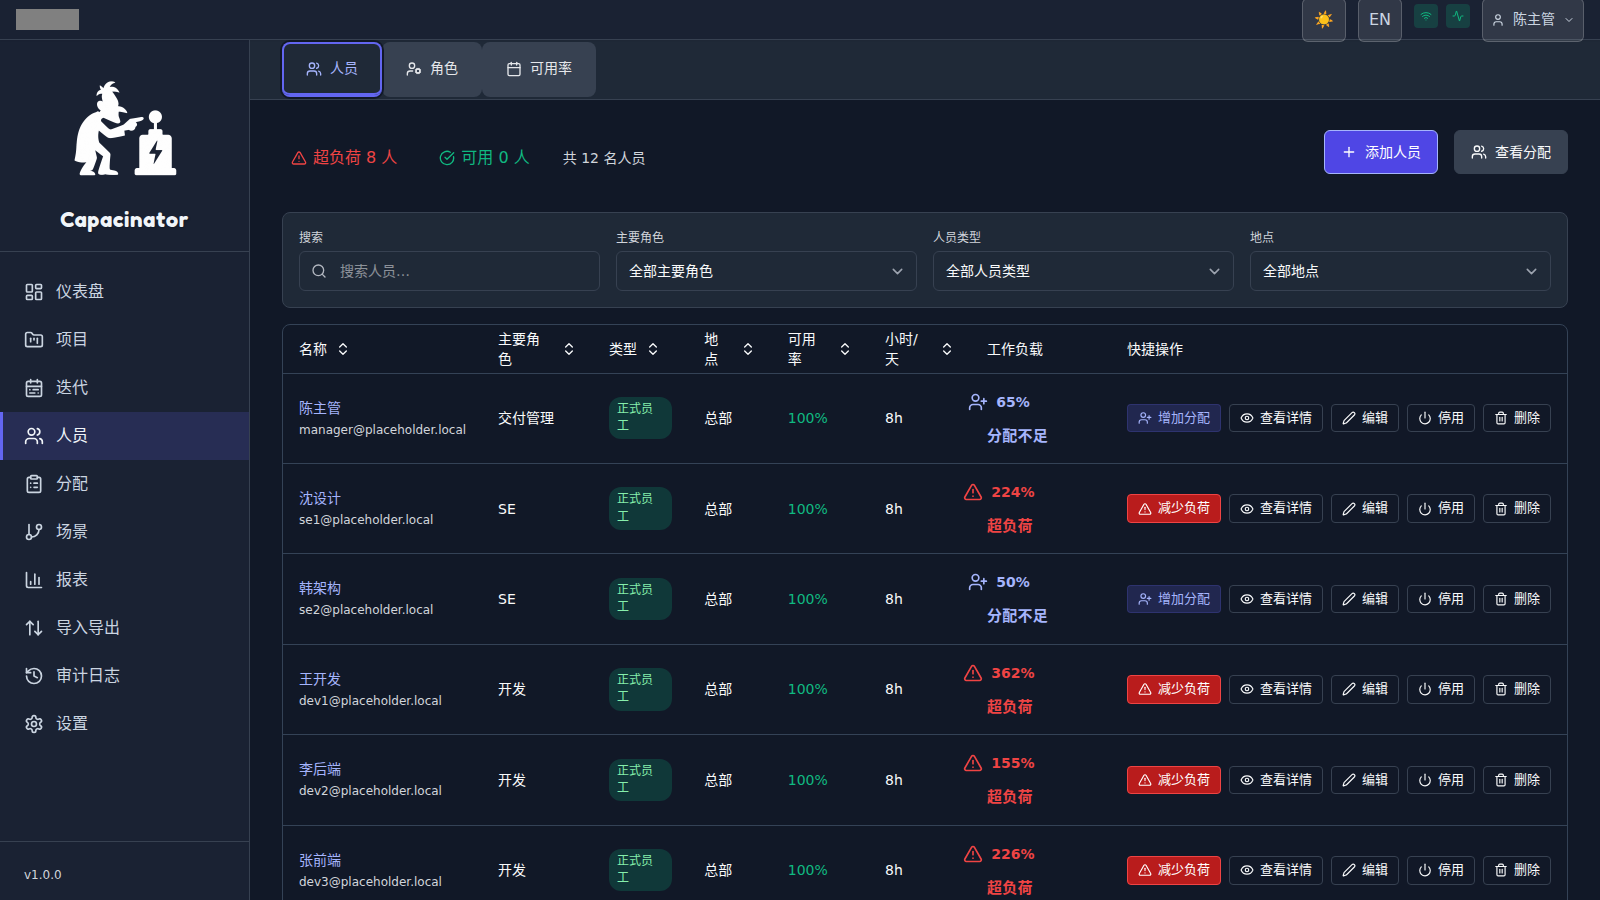 EN
陈主管
Capacinator
仪表盘
项目
迭代
人员
分配
场景
报表
导入导出
审计日志
设置
v1.0.0
人员
角色
可用率
超负荷 8 人
可用 0 人
共 12 名人员
添加人员
查看分配
搜索
主要角色
人员类型
地点
搜索人员...
全部主要角色
全部人员类型
全部地点
名称
主要角
色
类型
地
点
可用
率
小时/
天
工作负载
快捷操作
陈主管
manager@placeholder.local
交付管理
正式员
工
总部
100%
8h
65%
分配不足
增加分配
查看详情
编辑
停用
删除
沈设计
se1@placeholder.local
SE
正式员
工
总部
100%
8h
224%
超负荷
减少负荷
查看详情
编辑
停用
删除
韩架构
se2@placeholder.local
SE
正式员
工
总部
100%
8h
50%
分配不足
增加分配
查看详情
编辑
停用
删除
王开发
dev1@placeholder.local
开发
正式员
工
总部
100%
8h
362%
超负荷
减少负荷
查看详情
编辑
停用
删除
李后端
dev2@placeholder.local
开发
正式员
工
总部
100%
8h
155%
超负荷
减少负荷
查看详情
编辑
停用
删除
张前端
dev3@placeholder.local
开发
正式员
工
总部
100%
8h
226%
超负荷
减少负荷
查看详情
编辑
停用
删除